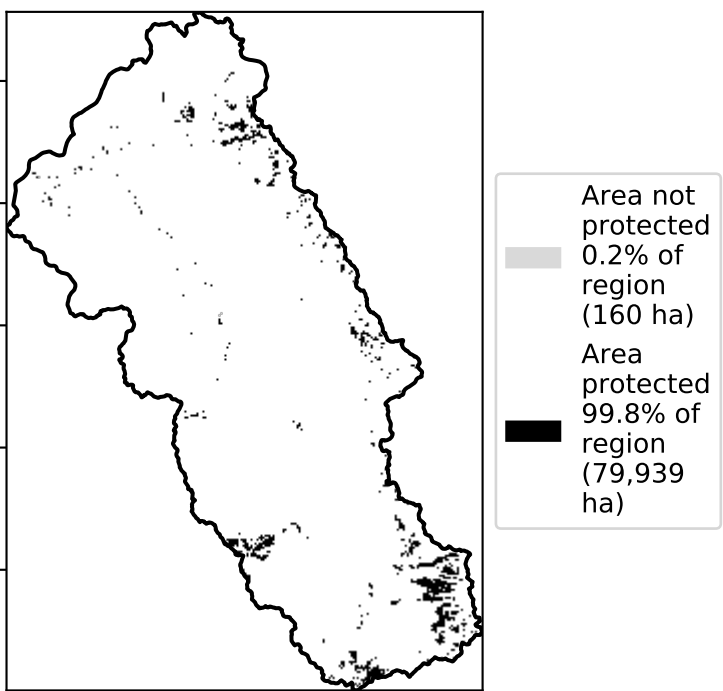 Area not
protected
0.2% of
region
(160 ha)
Area
protected
99.8% of
region
(79,939
ha)